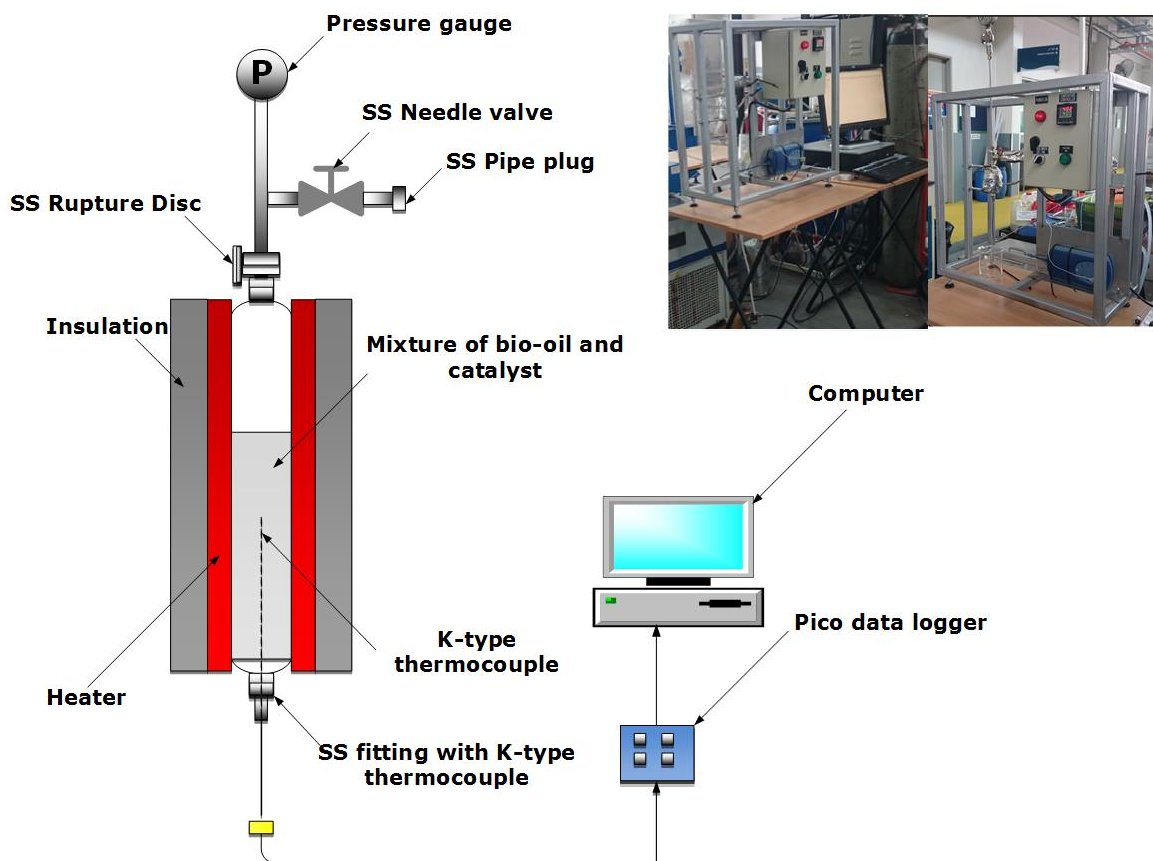 Pressure gauge
P
SS Needle valve
SS Pipe plug
SS Rupture Disc
Insulation
Mixture of bio-oil and
catalyst
Computer
K-type
thermocouple
Pico data logger
Heater
SS fitting with K-type
thermocouple